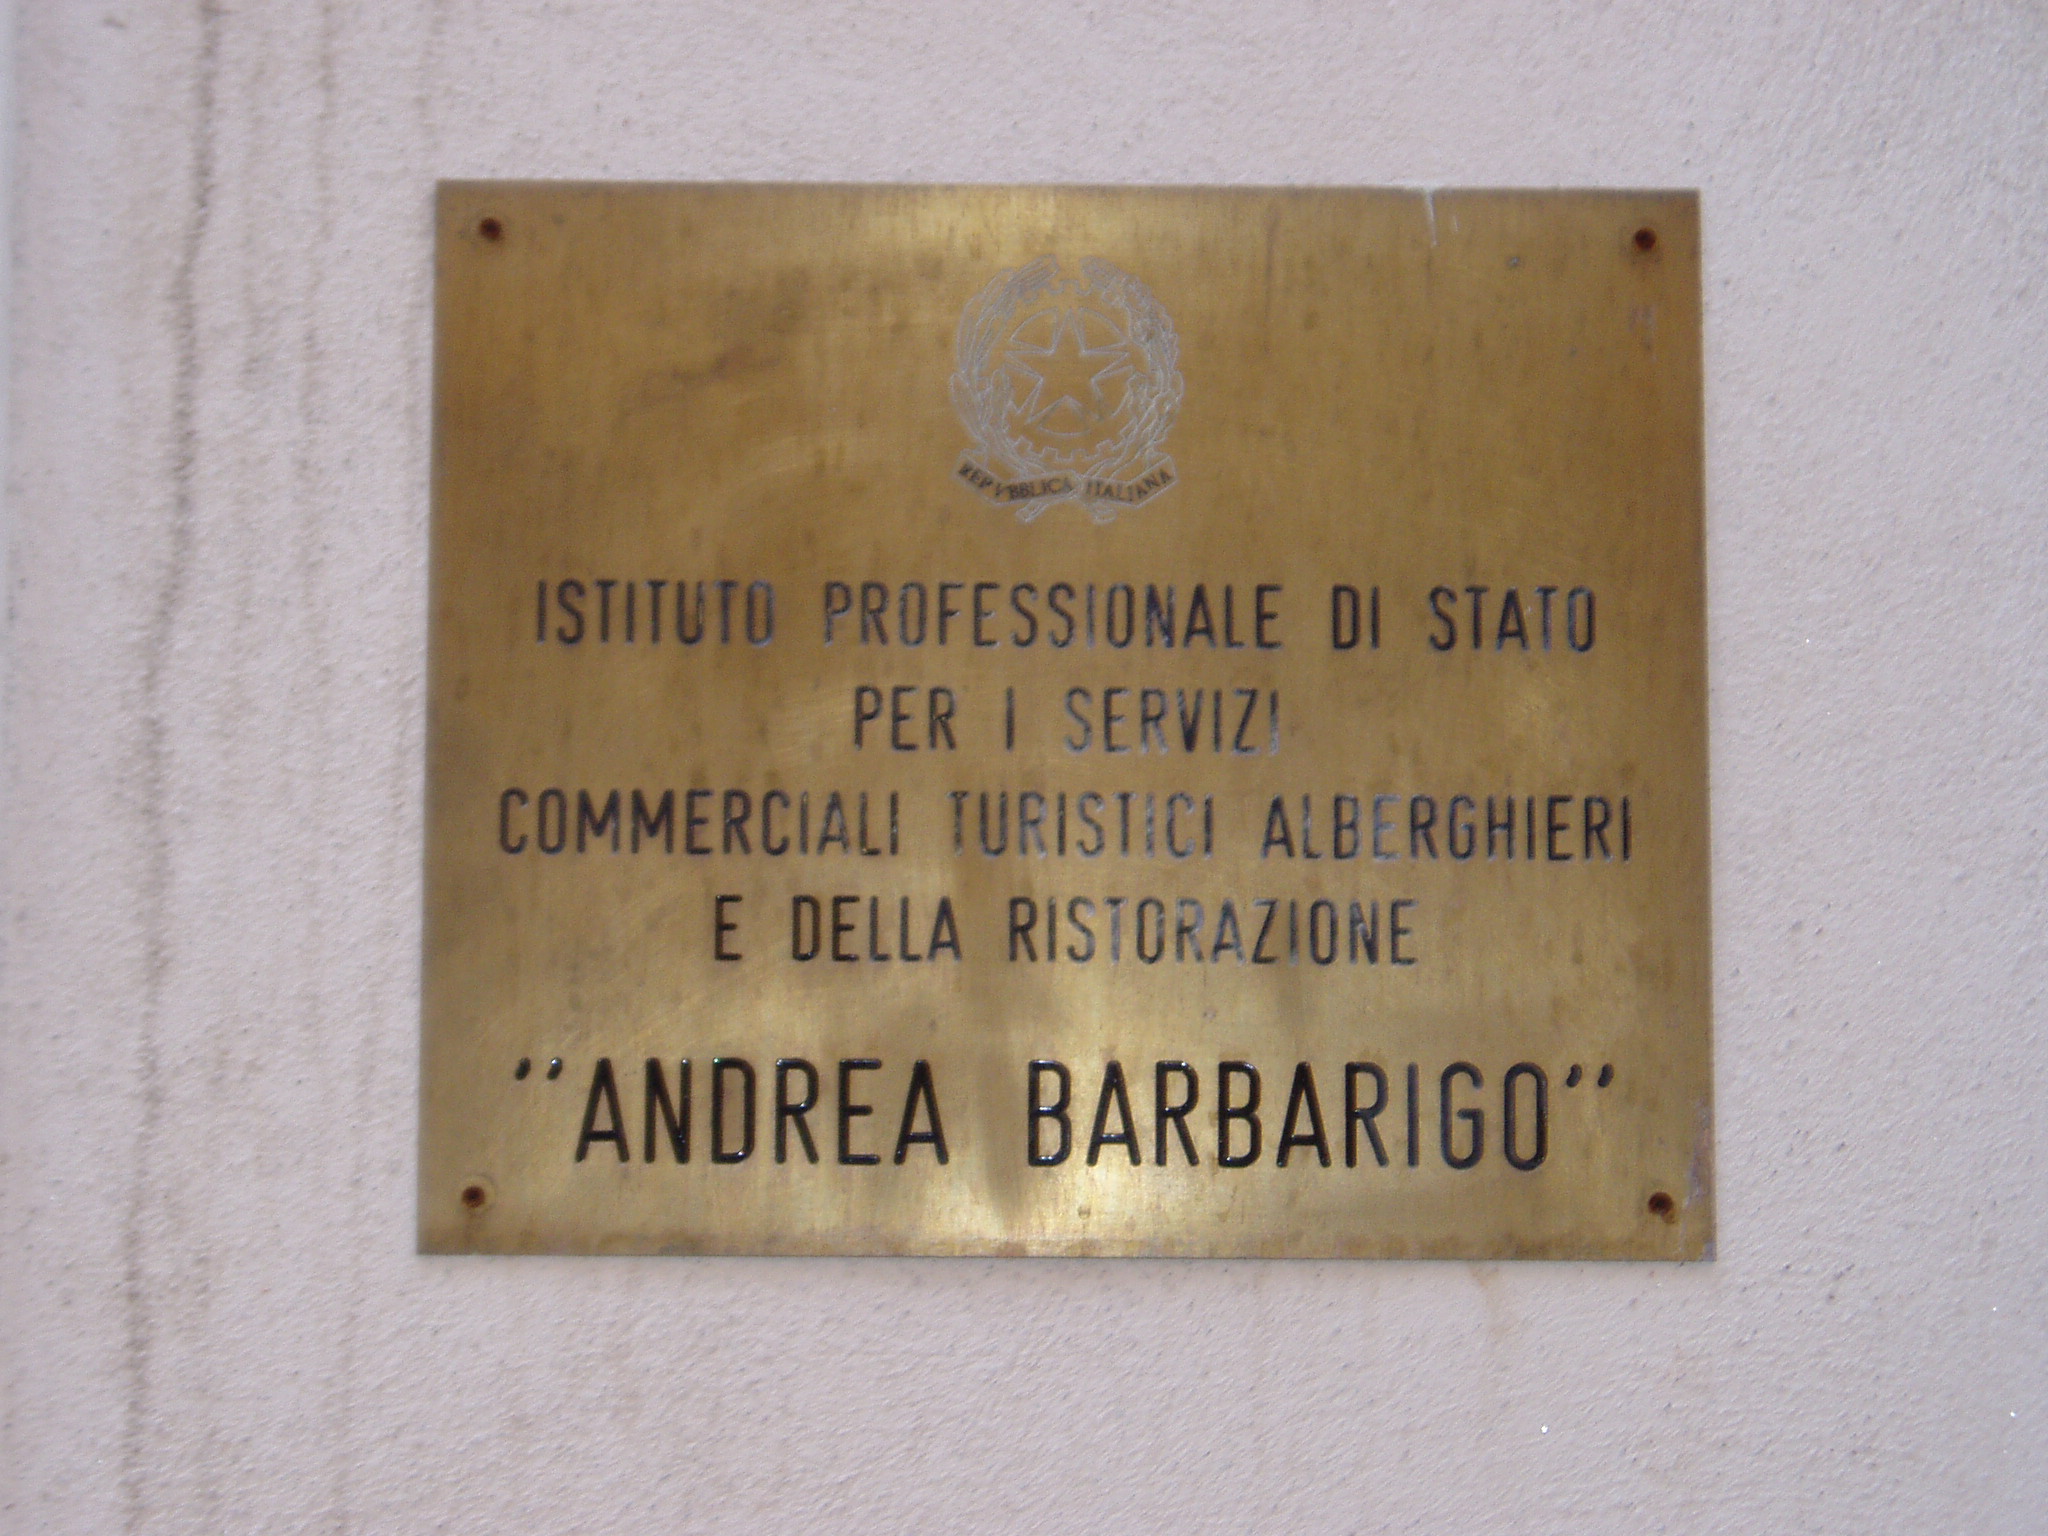 REPVBBLICA ITALIANA
ISTITUTO PROFESSIONALE DI STATO
PER I SERVIZI
COMMERCIALI TURISTICI ALBERGHIERI
E DELLA RISTORAZIONE
"ANDREA BARBARIGO"